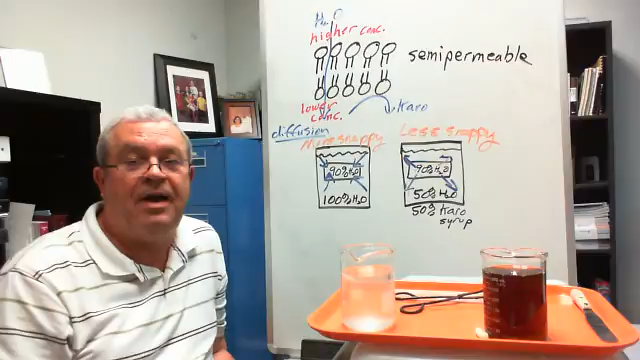 H₂O
higher conc.
semipermeable
lower
conc.
Karo
diffusion
More snappy
Less snappy
90% H₂O
100% H₂O
90% H₂O
50% H₂O
50% Karo
syrup